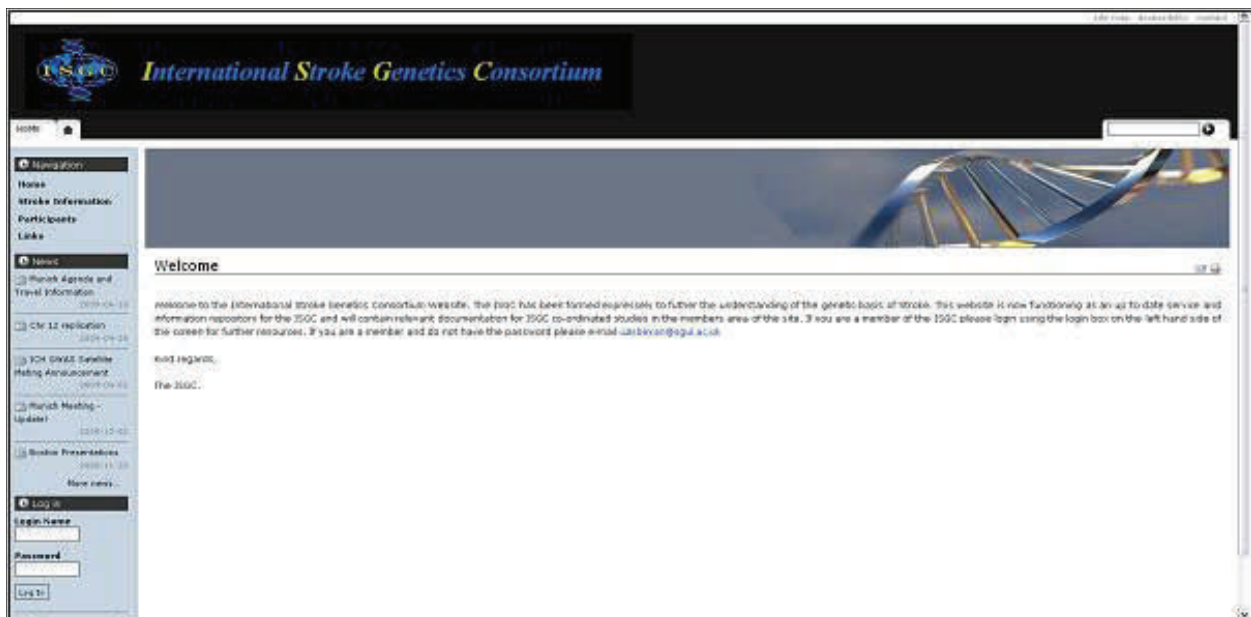 Site Map Accessibility Contact
ISGC
International Stroke Genetics Consortium
Home
Navigation
Home
Stroke Information
Participants
Links
News
Munich Agenda and
Travel Information
Chr 12 replication
ICH GWAS Satellite
Meting Announcement
Munich Meeting -
Update!
Boston Presentations
More news...
Log in
Login Name
Password
Log in
Welcome
Welcome to the International Stroke Genetics Consortium website. The ISGC has been formed expressely to futher the understanding of the genetic basis of stroke. This website is now functioning as an up to date service and
information repository for the ISGC and will contain relevant documentation for ISGC co-ordinated studies in the members area of the site. If you are a member of the ISGC please login using the login box on the left hand side of
the screen for further resources. If you are a member and do not have the password please e-mail
Kind regards,
The ISGC.